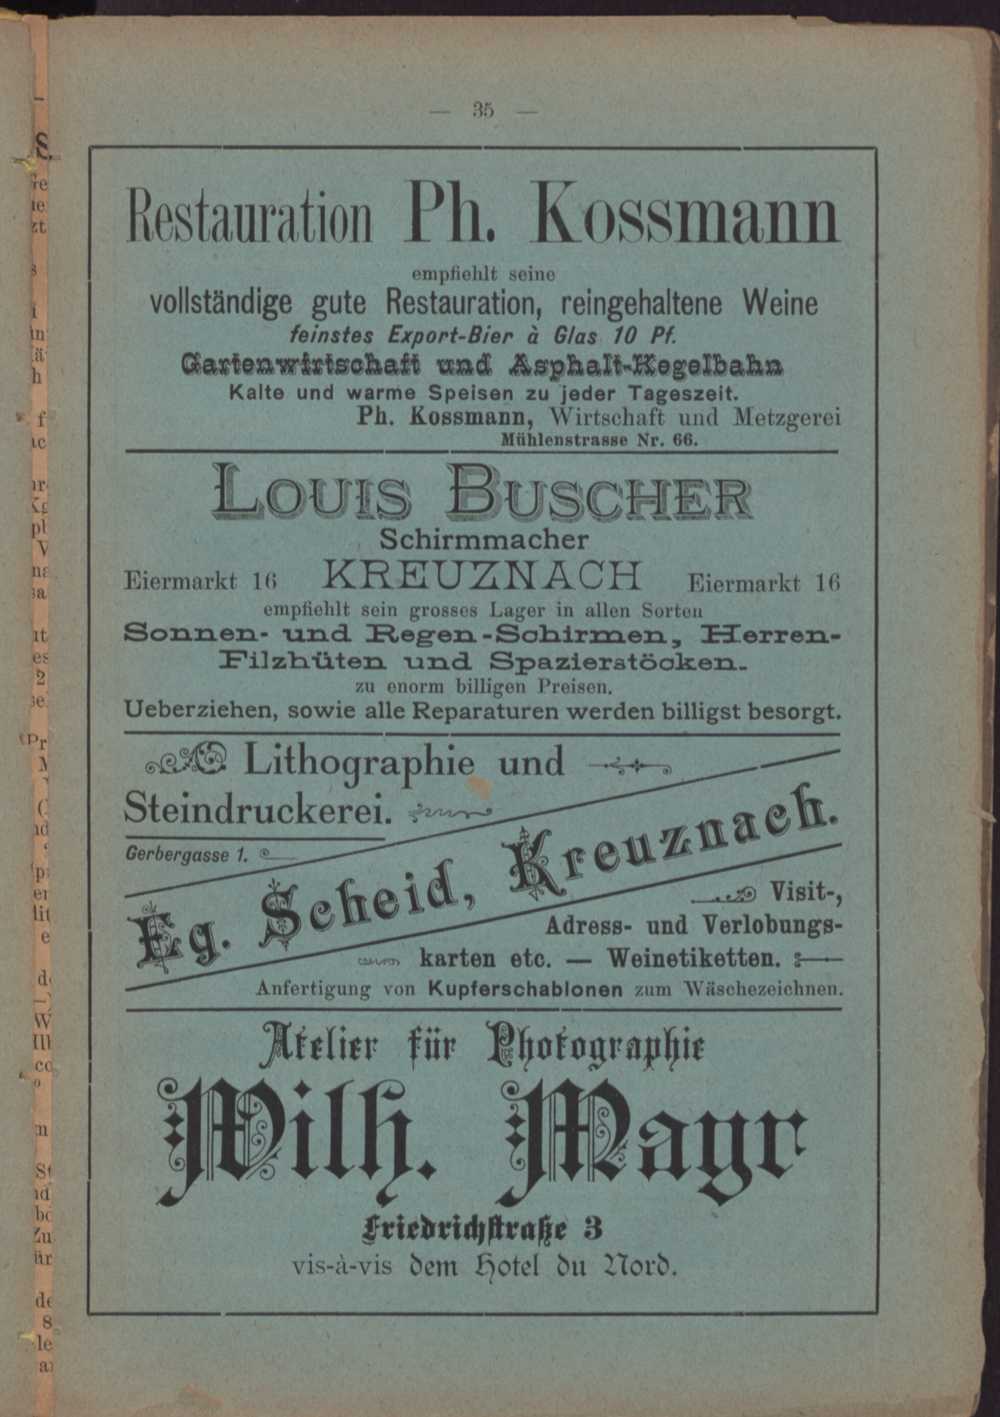 — 35 —
Restauration Ph. Kossmann
empfiehlt seine
vollständige gute Restauration, reingehaltene Weine
feinstes Export-Bier à Glas 10 Pf.
Gartenwirtschaft und Asphalt-Kegelbahn
Kalte und warme Speisen zu jeder Tageszeit.
Ph. Kossmann, Wirtschaft und Metzgerei
Mühlenstrasse Nr. 66.
LOUIS BUSCHER
Schirmmacher
Eiermarkt 16 KREUZNACH Eiermarkt 16
empfiehlt sein grosses Lager in allen Sorten
Sonnen- und Regen-Schirmen, Herren-
Filzhüten und Spazierstöcken.
zu enorm billigen Preisen.
Ueberziehen, sowie alle Reparaturen werden billigst besorgt.
Lithographie und
Steindruckerei.
Gerbergasse 1.
Eg. Scheid, Kreuznach.
Visit-,
Adress- und Verlobungs-
karten etc. — Weinetiketten.
Anfertigung von Kupferschablonen zum Wäschezeichnen.
Atelier für Photographie
Wilh. Mayr
Friedrichstraße 3
vis-à-vis dem Hotel du Nord.